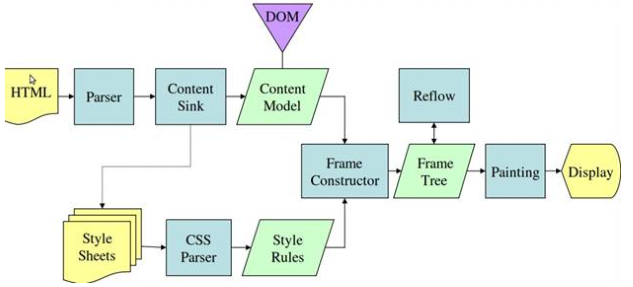 DOM
HTML
Parser
Content
Sink
Content
Model
Reflow
Frame
Constructor
Frame
Tree
Painting
Display
Style
Sheets
CSS
Parser
Style
Rules